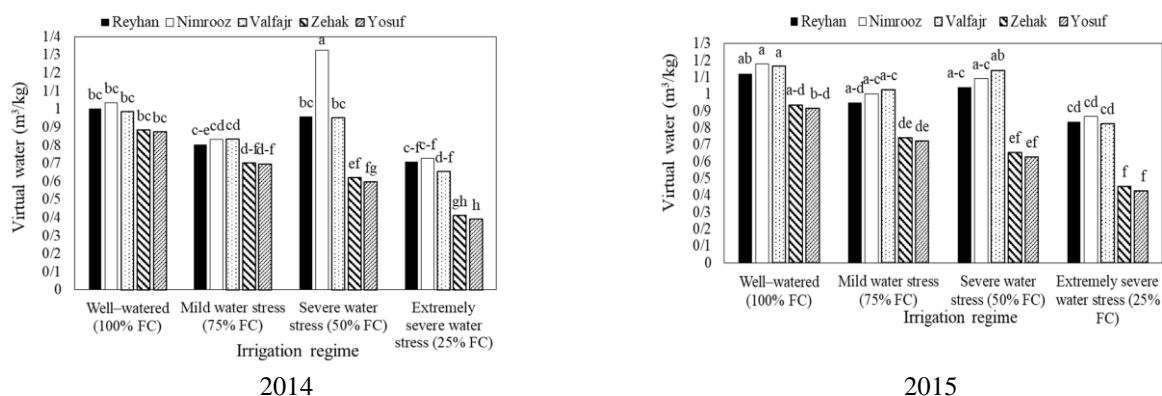 Reyhan Nimrooz Valfajr Zehak Yosuf
Virtual water (m³/kg)
1/4
1/3
1/2
1/1
1
0/9
0/8
0/7
0/6
0/5
0/4
0/3
0/2
0/1
0
bc bc bc bc bc
c-e cd cd d-f d-f
bc a bc ef fg
c-f c-f d-f gh h
Well–watered
(100% FC)
Mild water stress
(75% FC)
Severe water
stress (50% FC)
Extremely
severe water
stress (25% FC)
Irrigation regime
2014
Reyhan Nimrooz Valfajr Zehak Yosuf
Virtual water (m³/kg)
1/3
1/2
1/1
1
0/9
0/8
0/7
0/6
0/5
0/4
0/3
0/2
0/1
0
ab a a a-d b-d
a-d a-c a-c de de
a-c a-c ab ef ef
cd cd cd f f
Well–watered
(100% FC)
Mild water stress
(75% FC)
Severe water
stress (50% FC)
Extremely severe
water stress (25%
FC)
Irrigation regime
2015